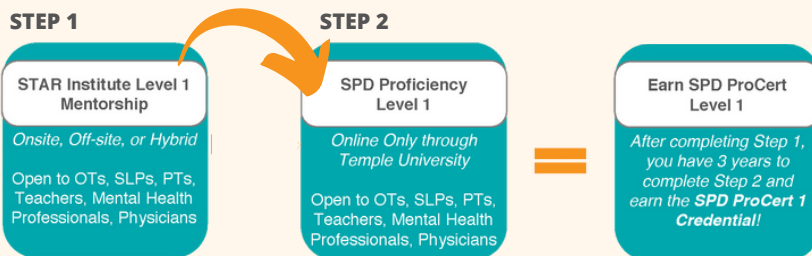 STEP 1
STAR Institute Level 1
Mentorship
Onsite, Off-site, or Hybrid
Open to OTs, SLPs, PTs,
Teachers, Mental Health
Professionals, Physicians
STEP 2
SPD Proficiency
Level 1
Online Only through
Temple University
Open to OTs, SLPs, PTs,
Teachers, Mental Health
Professionals, Physicians
=
Earn SPD ProCert
Level 1
After completing Step 1,
you have 3 years to
complete Step 2 and
earn the SPD ProCert 1
Credential!